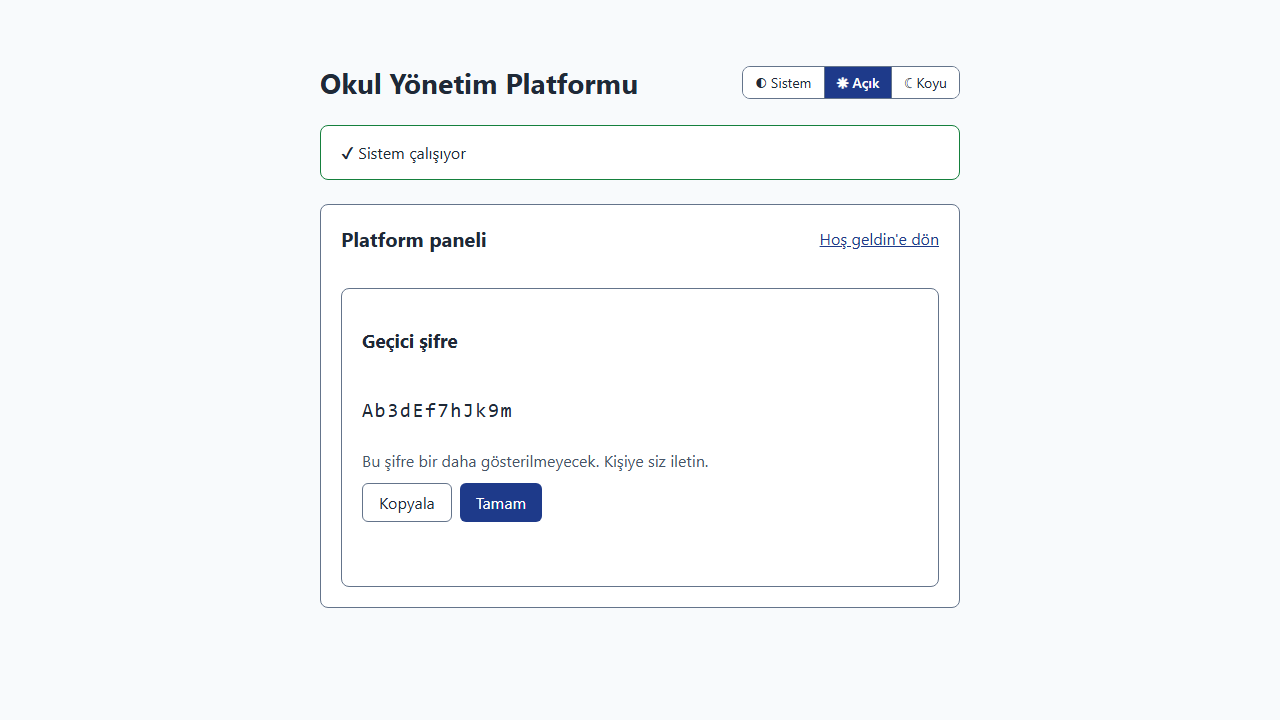 Okul Yönetim Platformu
◐ Sistem ❋ Açık ☾ Koyu
✓ Sistem çalışıyor
Platform paneli
Hoş geldin'e dön
Geçici şifre
Ab3dEf7hJk9m
Bu şifre bir daha gösterilmeyecek. Kişiye siz iletin.
Kopyala Tamam